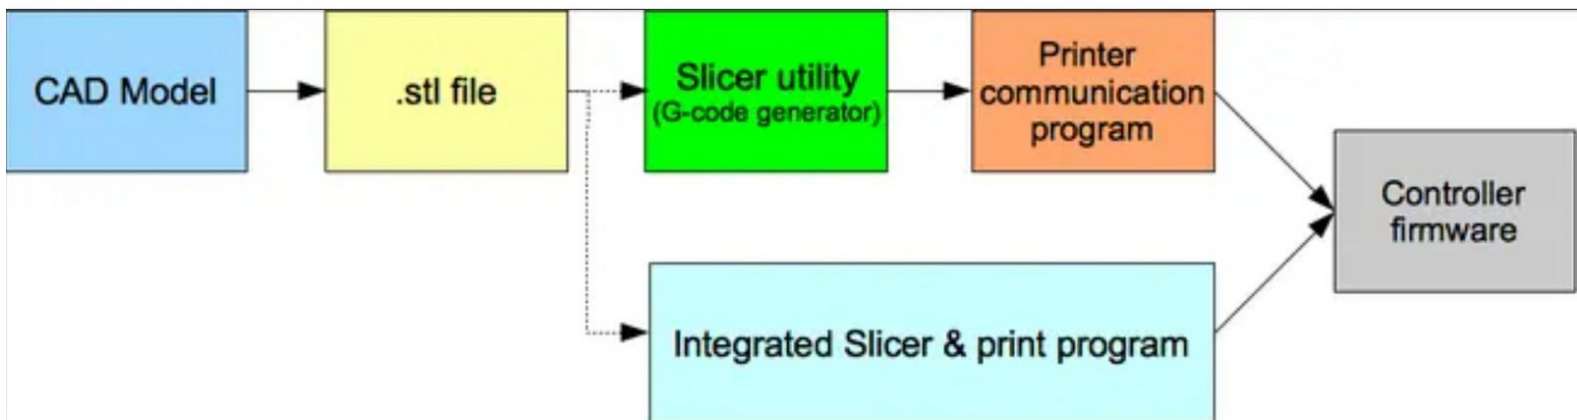 CAD Model
.stl file
Slicer utility
(G-code generator)
Printer
communication
program
Controller
firmware
Integrated Slicer & print program